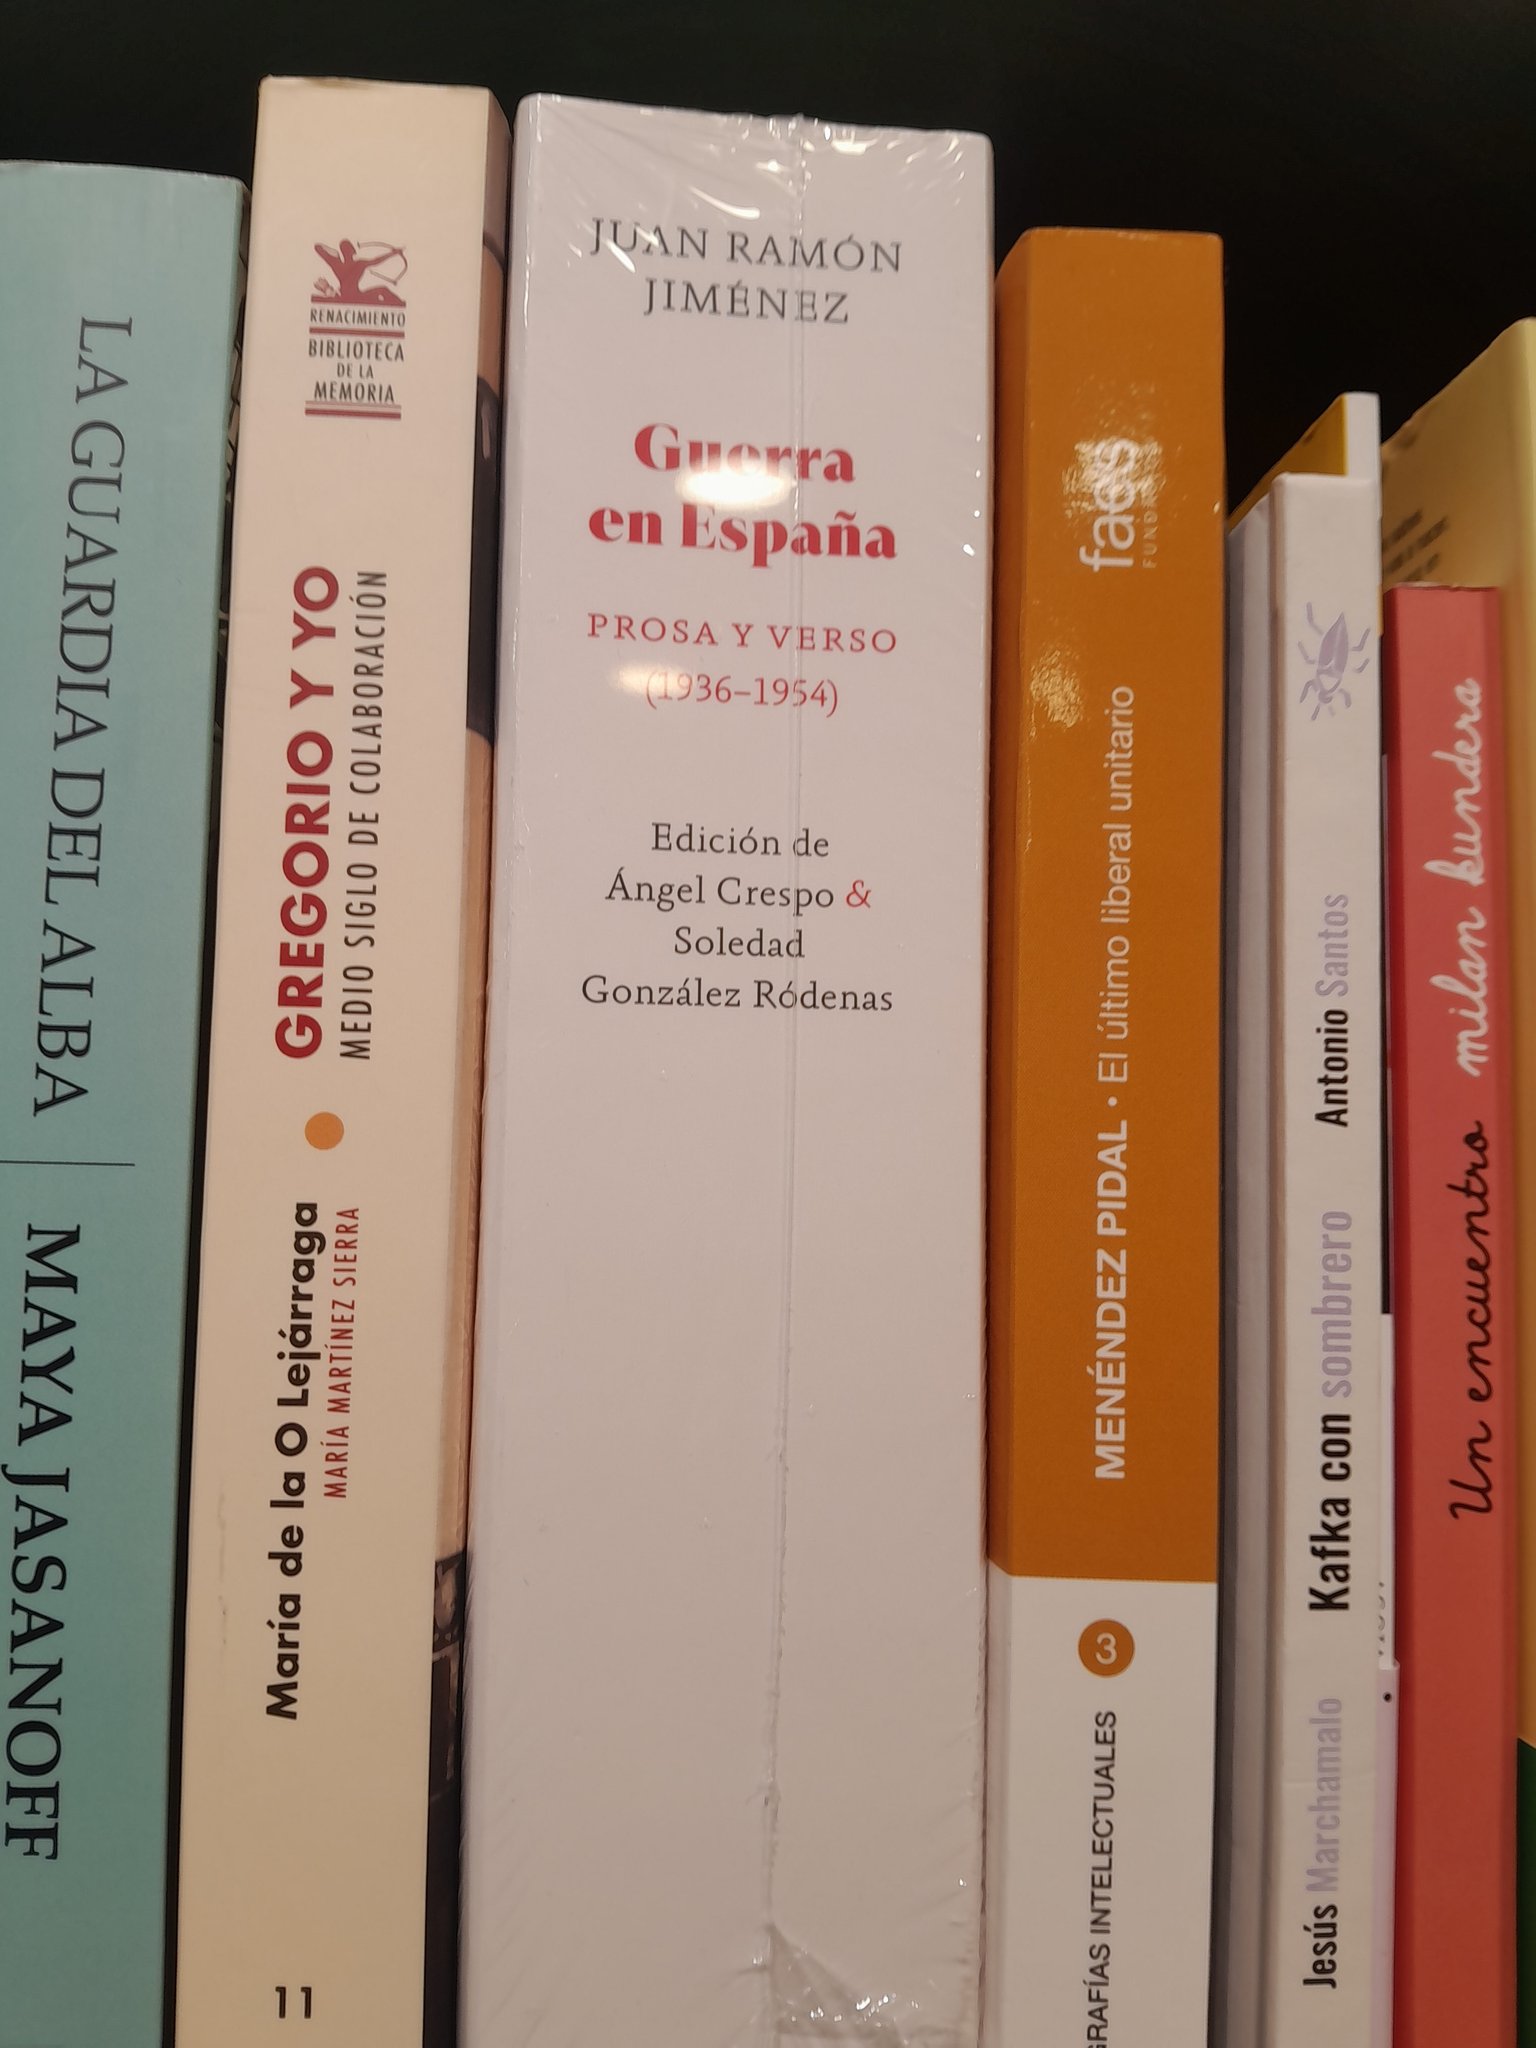 LA GUARDIA DEL ALBA
MAYA JASANOFF
RENACIMIENTO
BIBLIOTECA
DE LA
MEMORIA
GREGORIO Y YO
MEDIO SIGLO DE COLABORACIÓN
María de la O Lejárraga
MARÍA MARTÍNEZ SIERRA
11
JUAN RAMÓN
JIMÉNEZ
Guerra
en España
PROSA Y VERSO
(1936–1954)
Edición de
Ángel Crespo &
Soledad
González Ródenas
faes
MENÉNDEZ PIDAL • El último liberal unitario
3
GRAFÍAS INTELECTUALES
Jesús Marchamalo Kafka con sombrero Antonio Santos
Un encuentro milan kundera